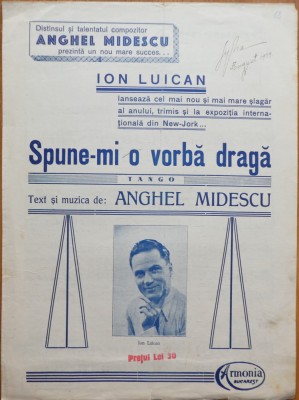 Distinsul și talentatul compozitor
ANGHEL MIDESCU
prezintă un nou mare succes...
ION LUICAN
lansează cel mai nou și mai mare șlagăr
al anului, trimis și la expoziția interna-
țională din New-Jork...
Spune-mi o vorbă dragă
TANGO
Text și muzica de: ANGHEL MIDESCU
Ion Luican
Prețul Lei 30
Armonia
BUCUREȘTI